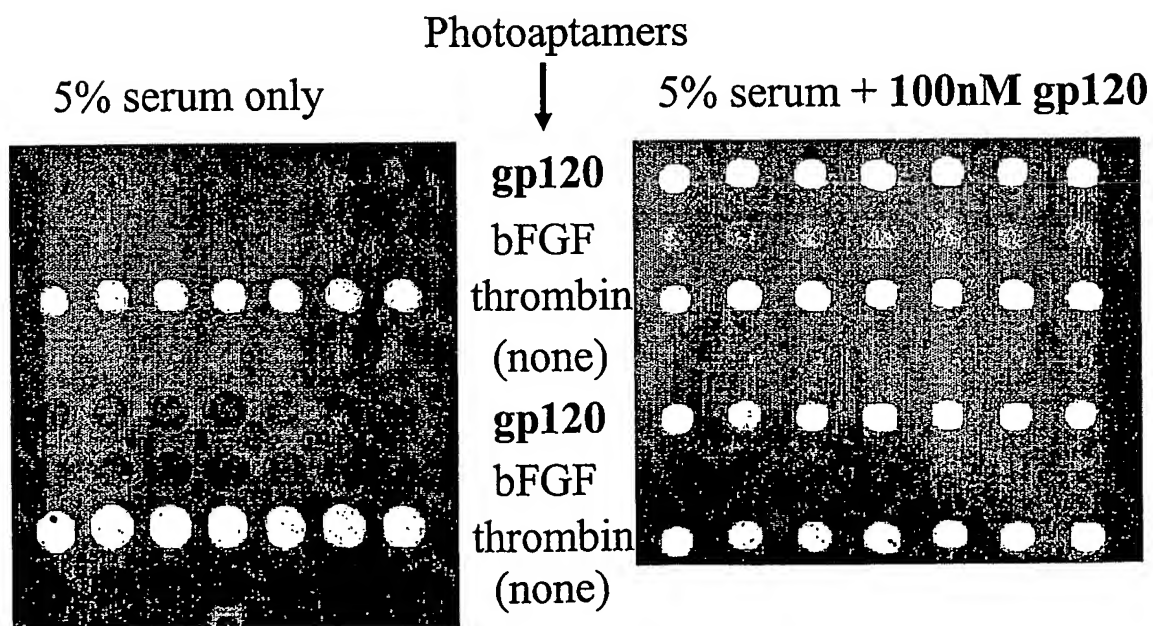 Photoaptamers
5% serum only
5% serum + 100nM gp120
gp120
bFGF
thrombin
(none)
gp120
bFGF
thrombin
(none)